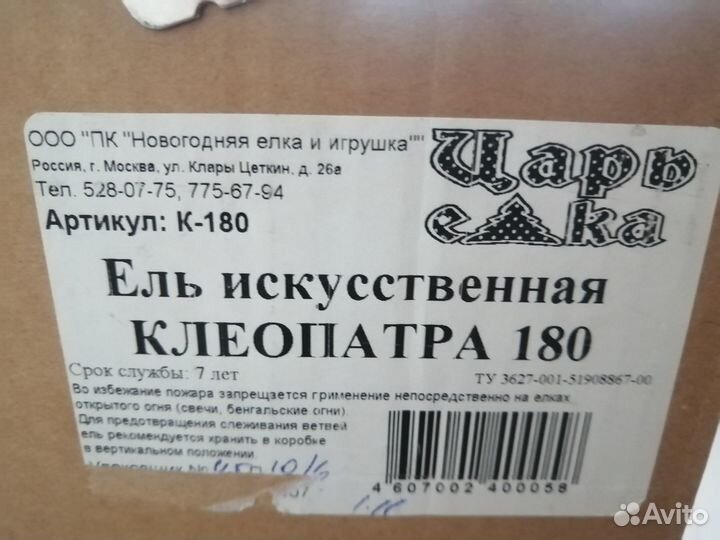 ООО "ПК "Новогодняя елка и игрушка""
Россия, г. Москва, ул. Клары Цеткин, д. 26а
Тел. 528-07-75, 775-67-94
Артикул: К-180
Царь
елка
Ель искусственная
КЛЕОПАТРА 180
Срок службы: 7 лет
ТУ 3627-001-51908867-00
Во избежание пожара запрещается применение непосредственно на елках
открытого огня (свечи, бенгальские огни).
Для предотвращения слеживания ветвей
ель рекомендуется хранить в коробке
в вертикальном положении.
Упаковщик №
4 607002 400058
Avito